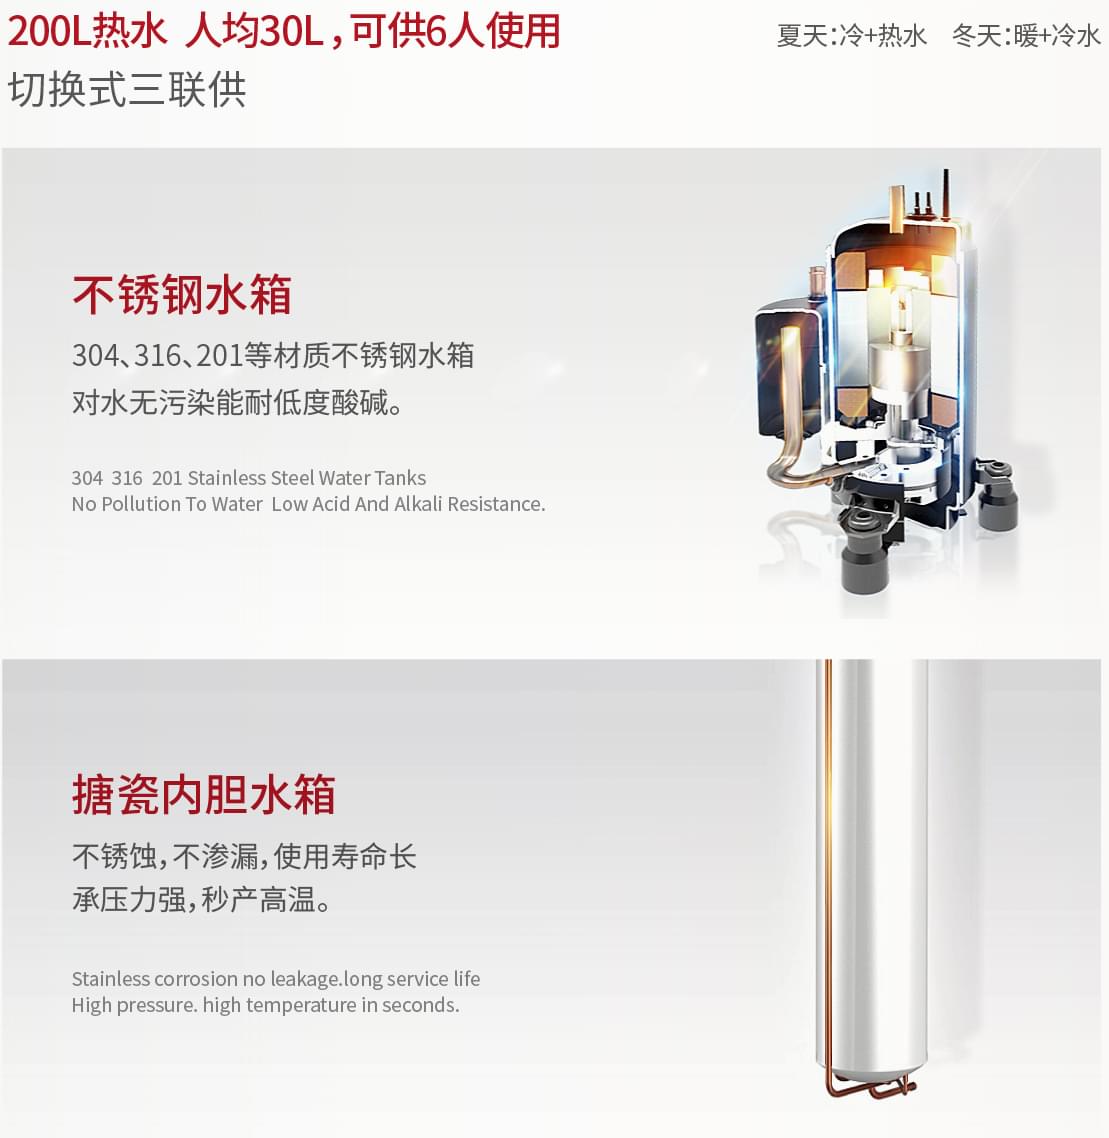 200L热水 人均30L，可供6人使用
夏天：冷+热水 冬天：暖+冷水
切换式三联供
不锈钢水箱
304、316、201等材质不锈钢水箱
对水无污染能耐低度酸碱。
304 316 201 Stainless Steel Water Tanks
No Pollution To Water Low Acid And Alkali Resistance.
搪瓷内胆水箱
不锈蚀，不渗漏，使用寿命长
承压力强，秒产高温。
Stainless corrosion no leakage.long service life
High pressure. high temperature in seconds.